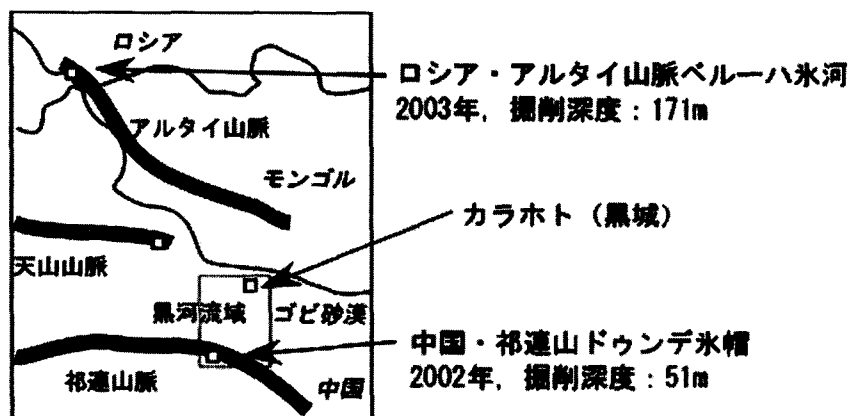 ロシア
ロシア・アルタイ山脈ベルーハ氷河
2003年, 掘削深度:171m
アルタイ山脈
モンゴル
カラホト(黒城)
天山山脈
黒河流域
ゴビ砂漠
中国・祁連山ドゥンデ氷帽
2002年, 掘削深度:51m
祁連山脈
中国